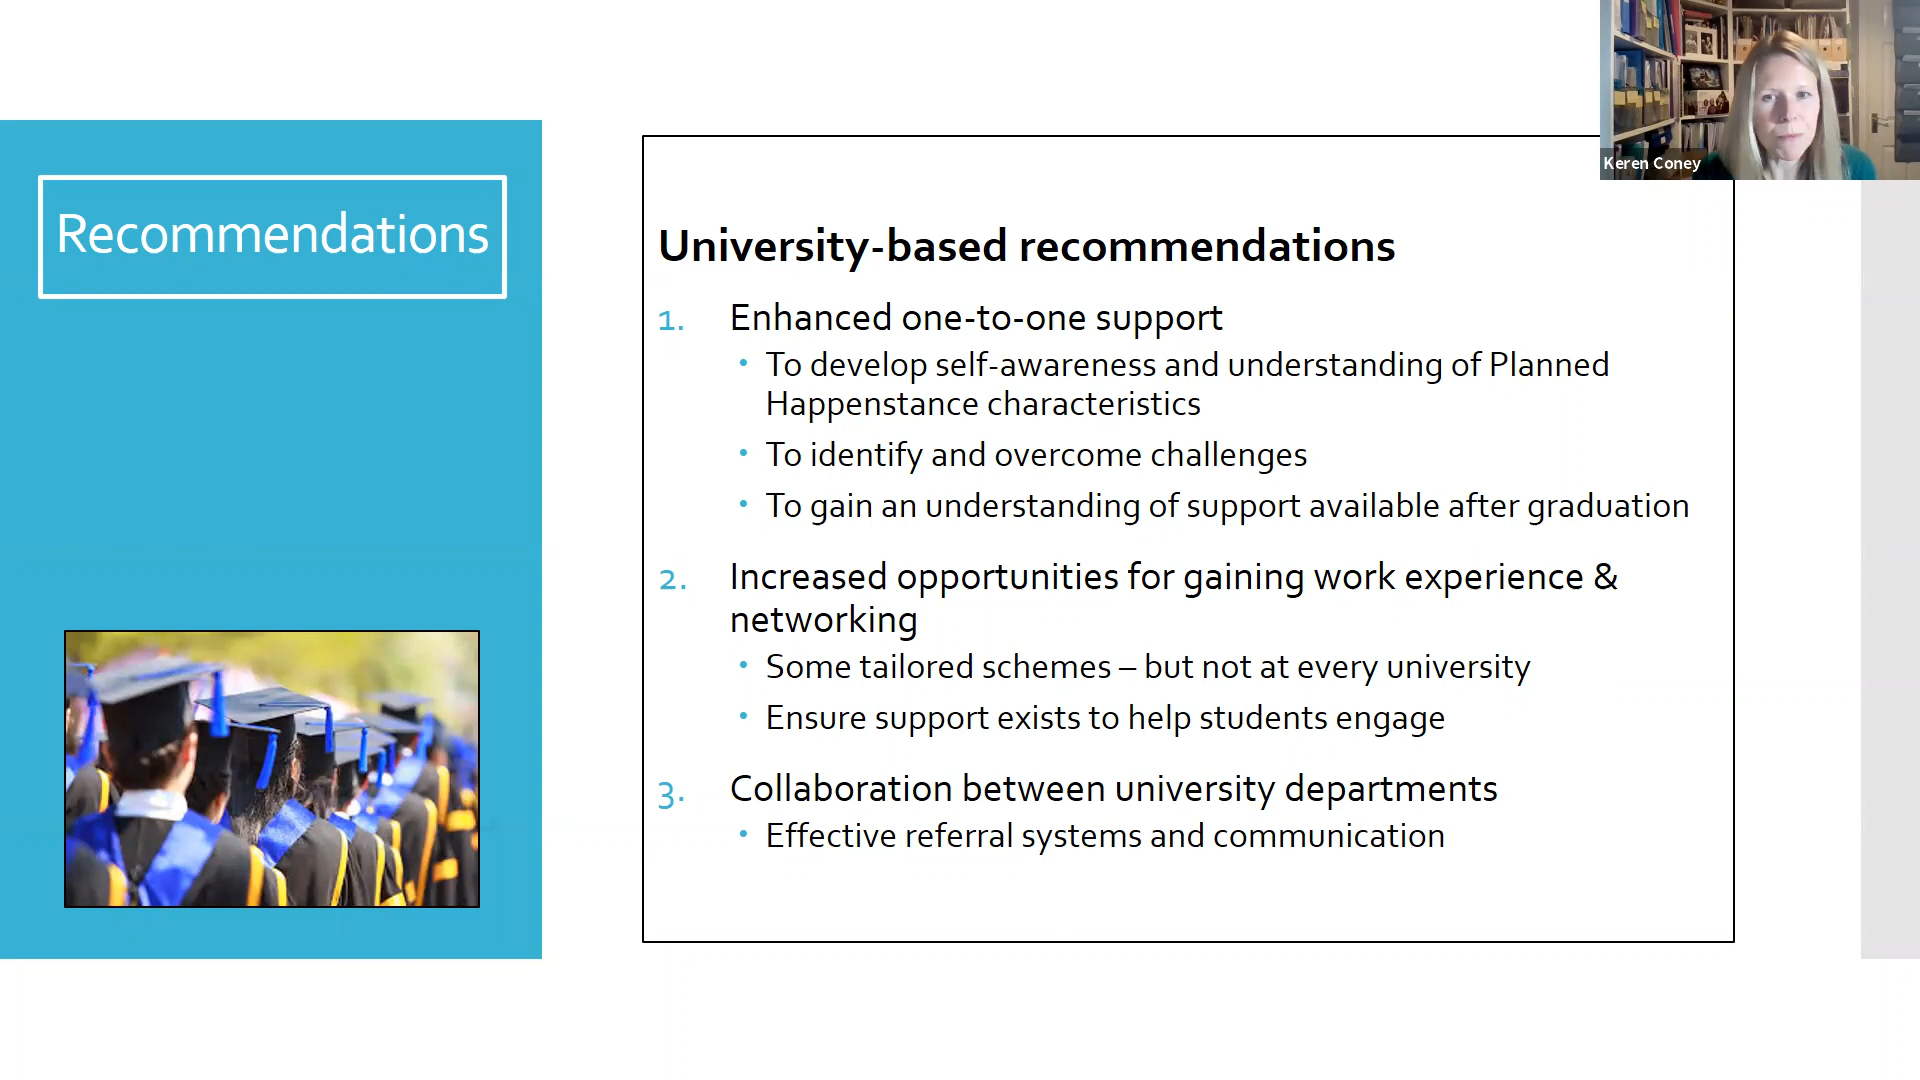 Recommendations
University-based recommendations
1. Enhanced one-to-one support
• To develop self-awareness and understanding of Planned
Happenstance characteristics
• To identify and overcome challenges
• To gain an understanding of support available after graduation
2. Increased opportunities for gaining work experience &
networking
• Some tailored schemes – but not at every university
• Ensure support exists to help students engage
3. Collaboration between university departments
• Effective referral systems and communication
Keren Coney